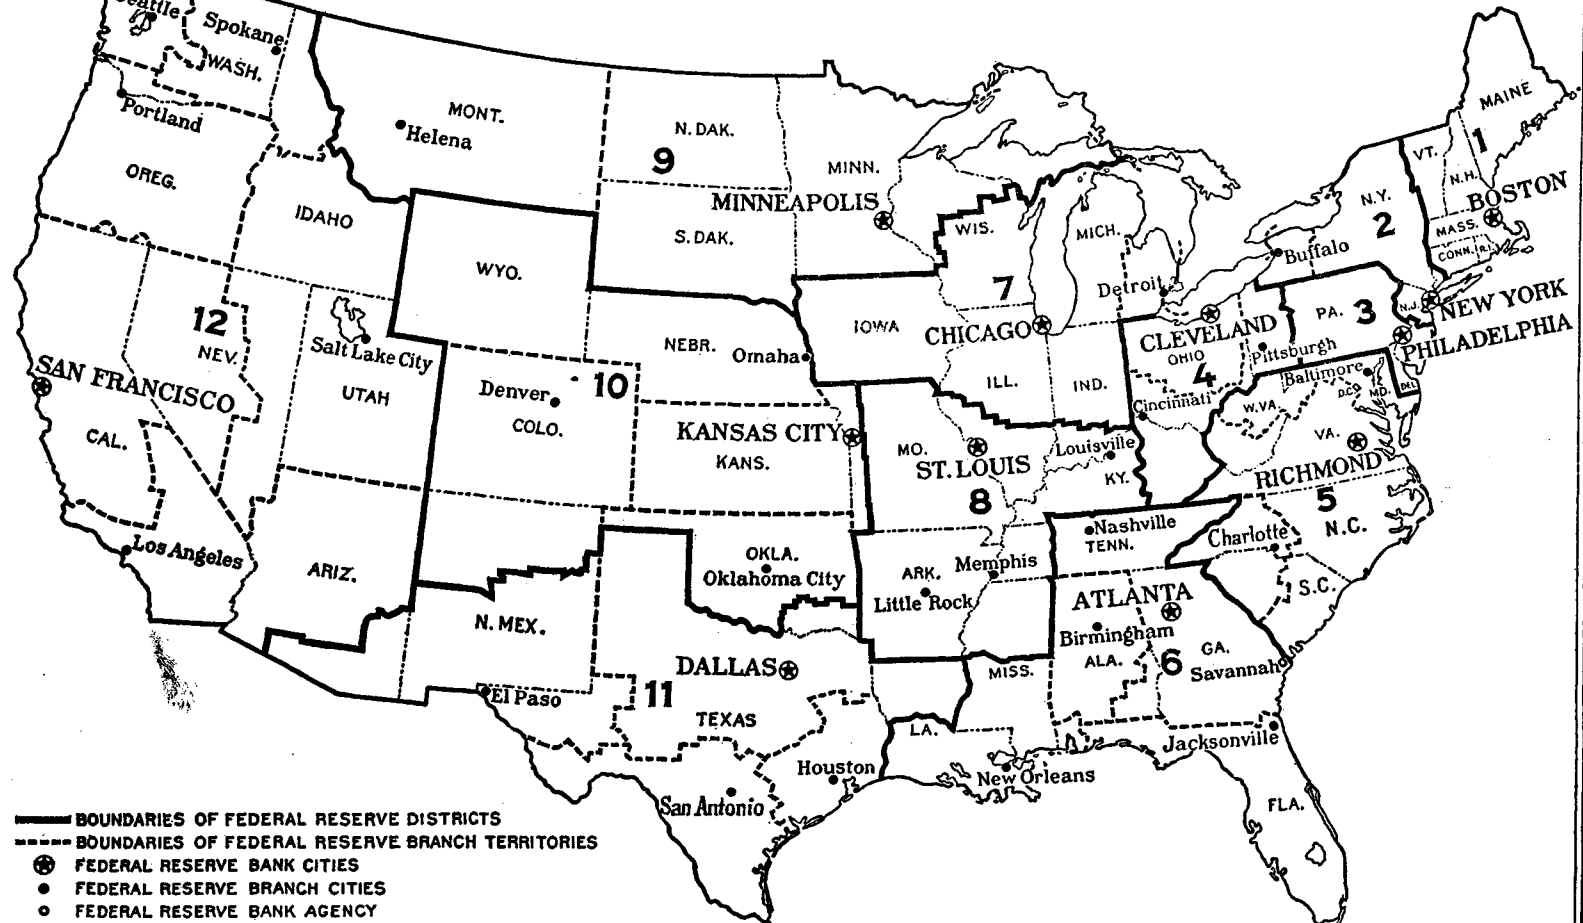 Seattle
Spokane
WASH.
Portland
OREG.
MONT.
Helena
IDAHO
N. DAK.
9
MINN.
MINNEAPOLIS
S. DAK.
WYO.
WIS.
MICH.
7
Detroit
MAINE
VT.
1
N.H.
BOSTON
MASS.
CONN.
R.I.
N.Y.
2
Buffalo
NEW YORK
N.J.
PA.
3
PHILADELPHIA
12
NEV.
SAN FRANCISCO
CAL.
Salt Lake City
UTAH
Los Angeles
ARIZ.
NEBR.
Omaha
IOWA
CHICAGO
ILL.
IND.
CLEVELAND
OHIO
4
Pittsburgh
Cincinnati
Baltimore
D.C.
MD.
DEL
W.VA.
VA.
RICHMOND
5
N.C.
Denver
10
COLO.
KANSAS CITY
KANS.
MO.
ST. LOUIS
8
Louisville
KY.
Nashville
TENN.
Charlotte
S.C.
OKLA.
Oklahoma City
ARK.
Memphis
Little Rock
N. MEX.
El Paso
DALLAS
11
TEXAS
Houston
San Antonio
ATLANTA
Birmingham
ALA.
6
GA.
Savannah
MISS.
LA.
New Orleans
Jacksonville
FLA.
BOUNDARIES OF FEDERAL RESERVE DISTRICTS
BOUNDARIES OF FEDERAL RESERVE BRANCH TERRITORIES
FEDERAL RESERVE BANK CITIES
FEDERAL RESERVE BRANCH CITIES
FEDERAL RESERVE BANK AGENCY